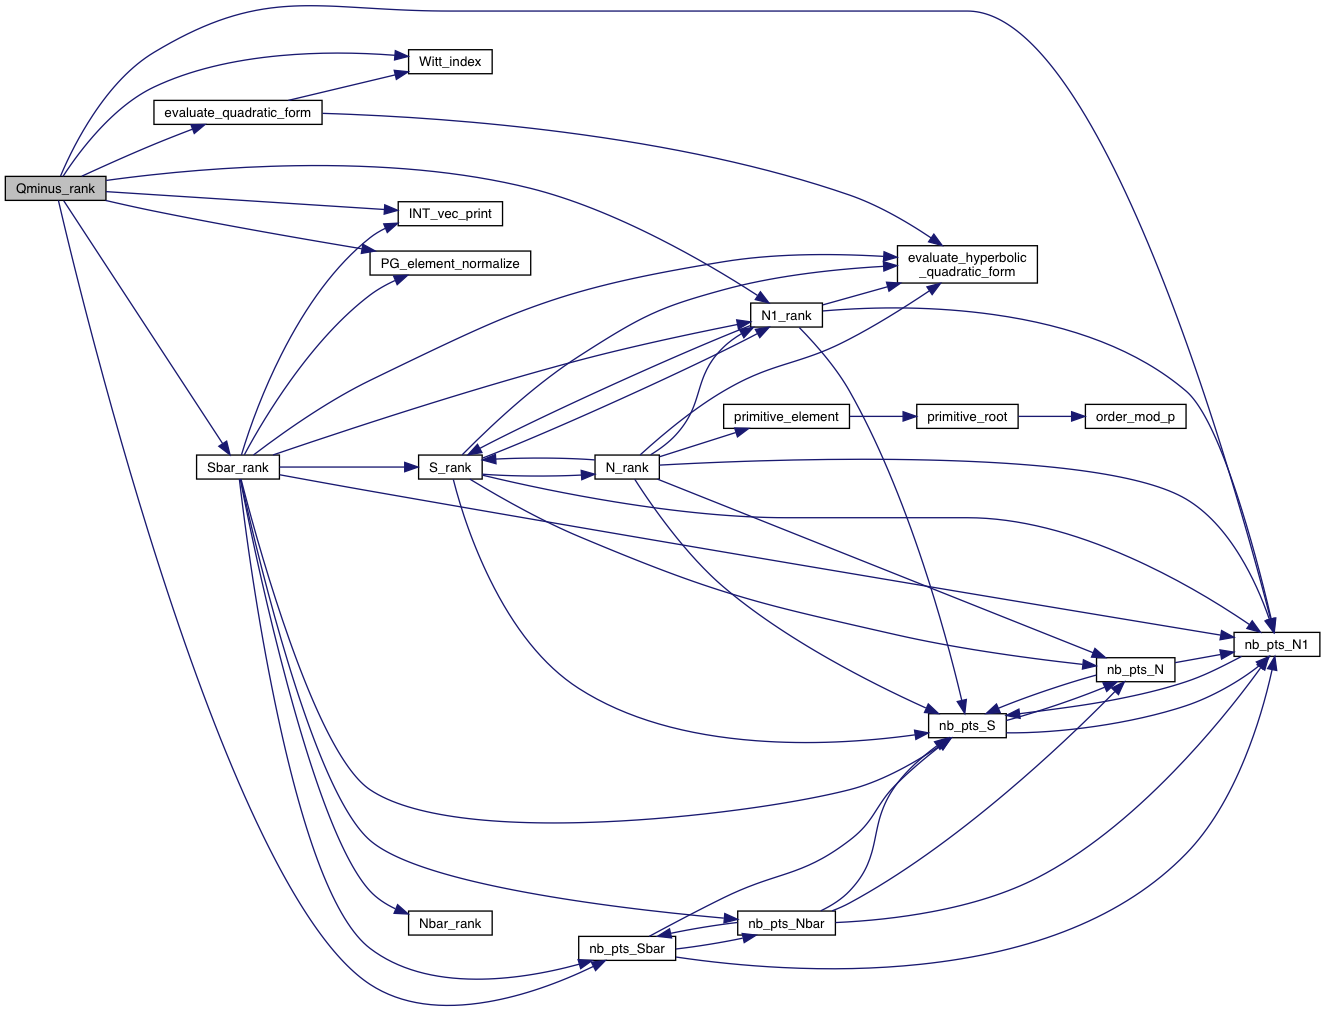 Witt_index
evaluate_quadratic_form
Qminus_rank
INT_vec_print
PG_element_normalize
evaluate_hyperbolic
_quadratic_form
N1_rank
primitive_element
primitive_root
order_mod_p
Sbar_rank
S_rank
N_rank
nb_pts_N1
nb_pts_N
nb_pts_S
Nbar_rank
nb_pts_Nbar
nb_pts_Sbar